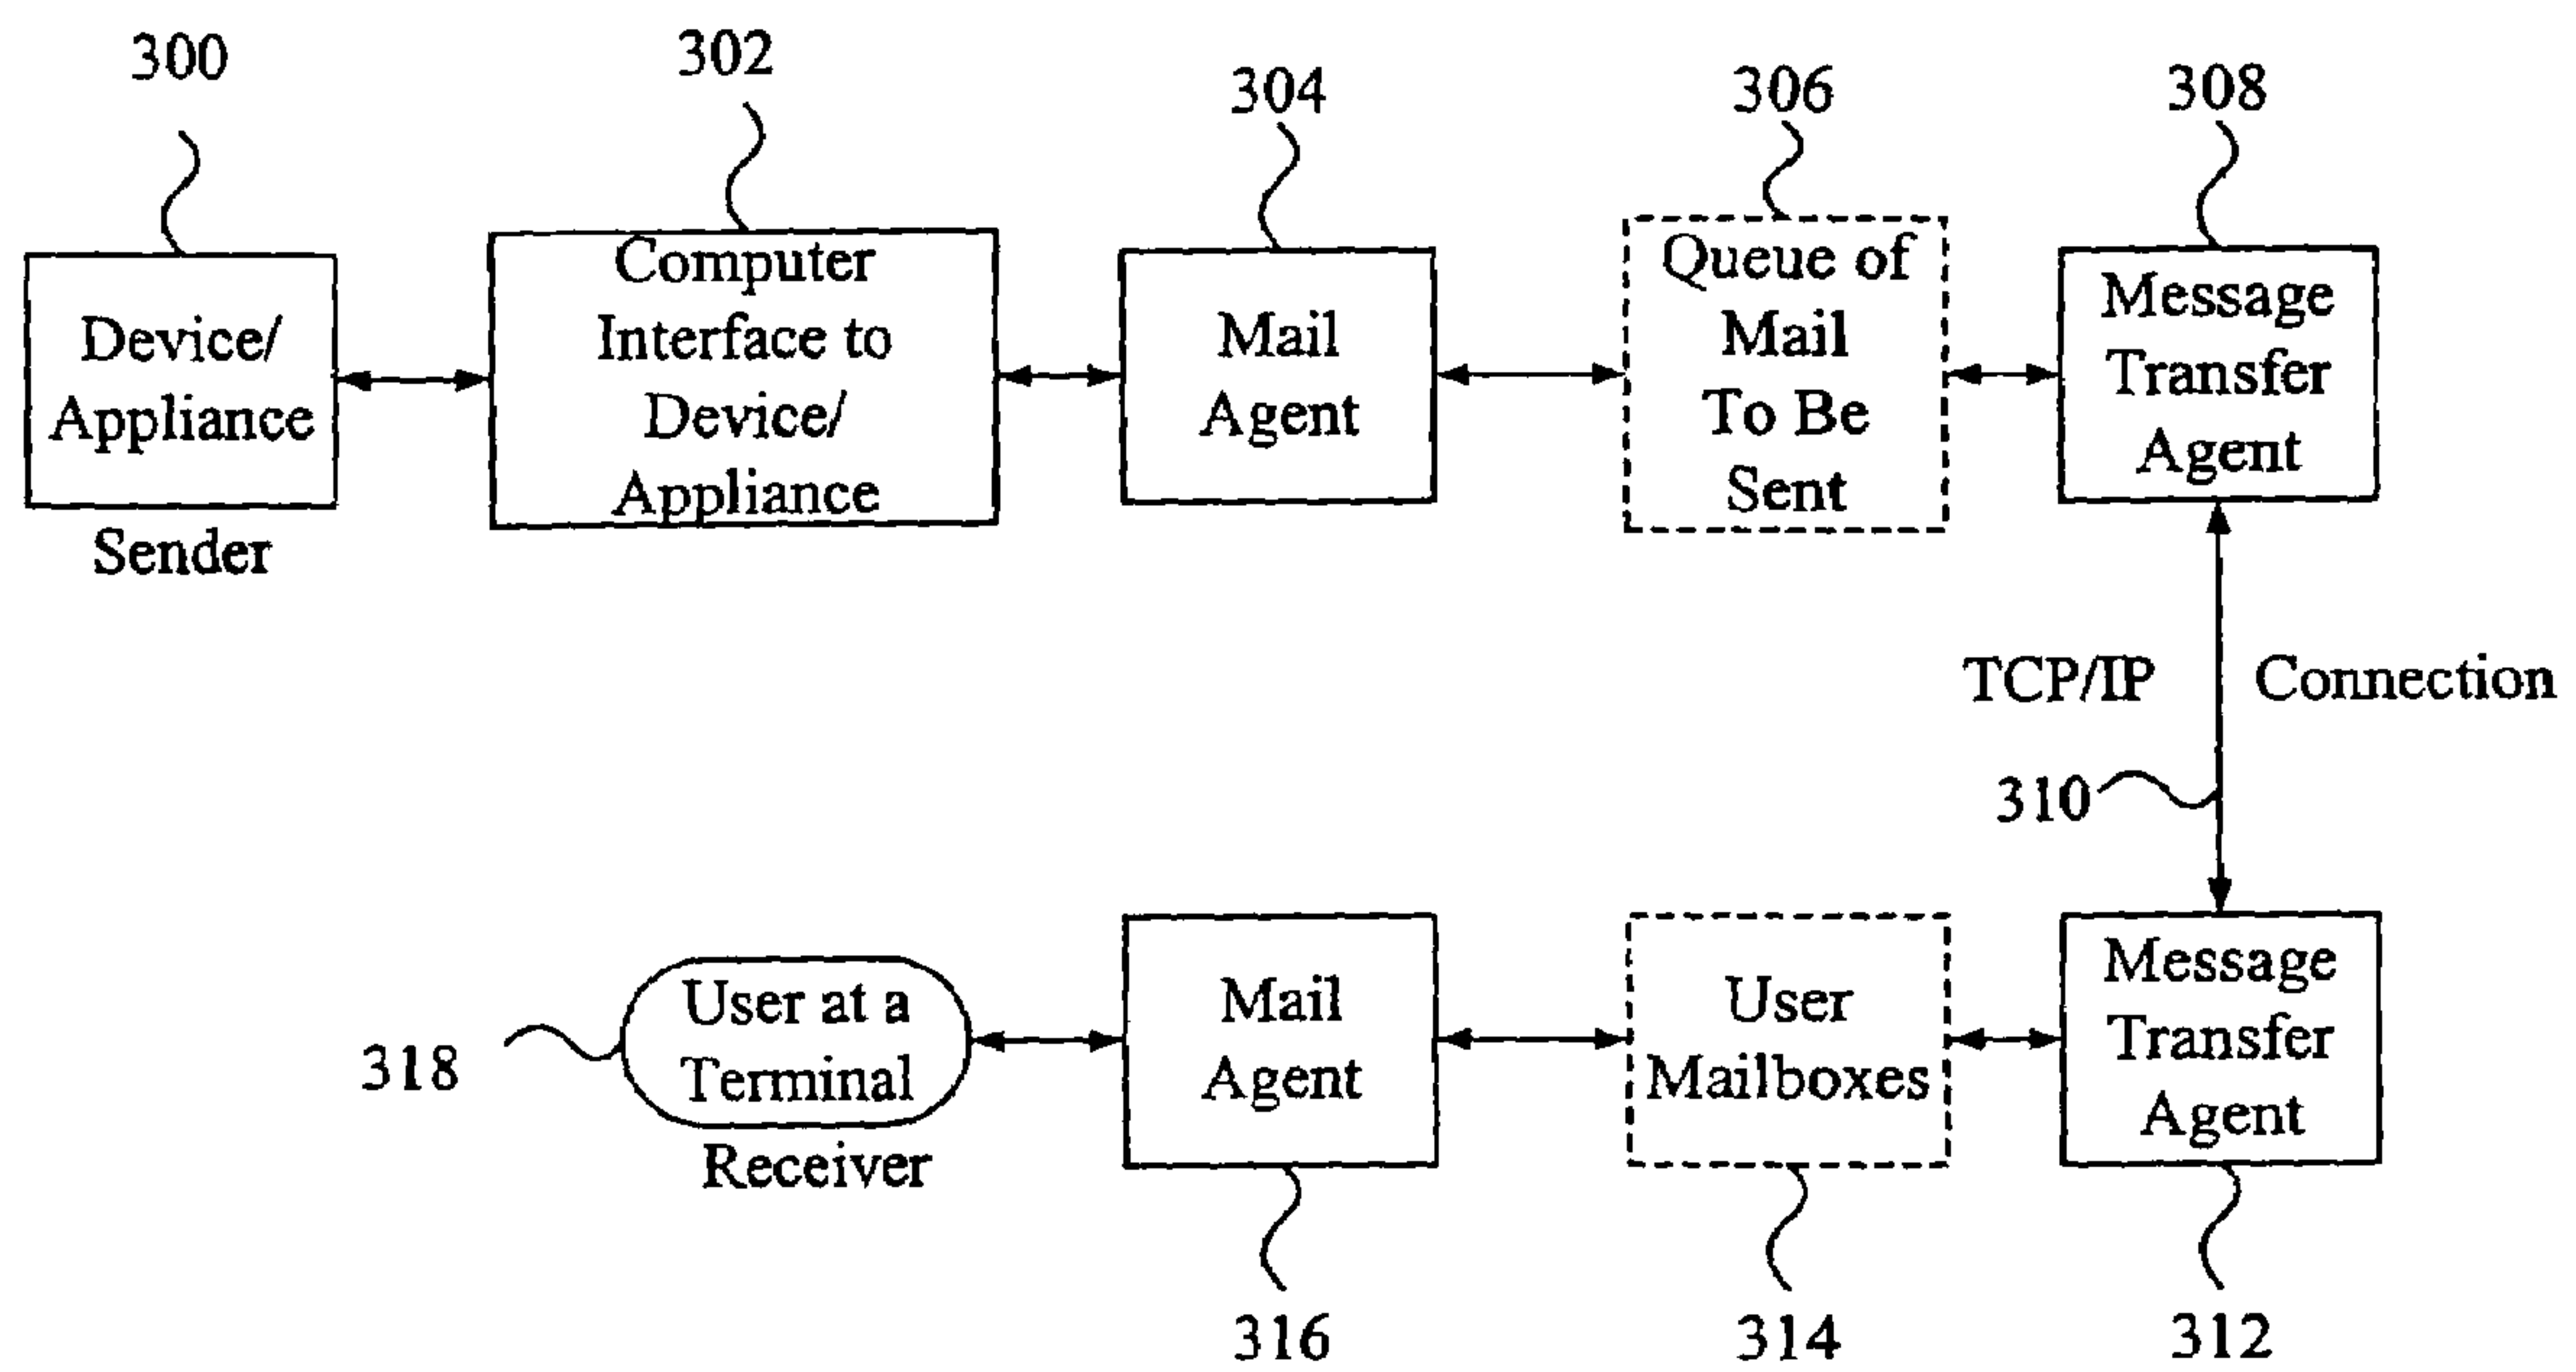 300
302
304
306
308
Device/
Appliance
Sender
Computer
Interface to
Device/
Appliance
Mail
Agent
Queue of
Mail
To Be
Sent
Message
Transfer
Agent
TCP/IP Connection
310
318
User at a
Terminal
Receiver
Mail
Agent
User
Mailboxes
Message
Transfer
Agent
316
314
312